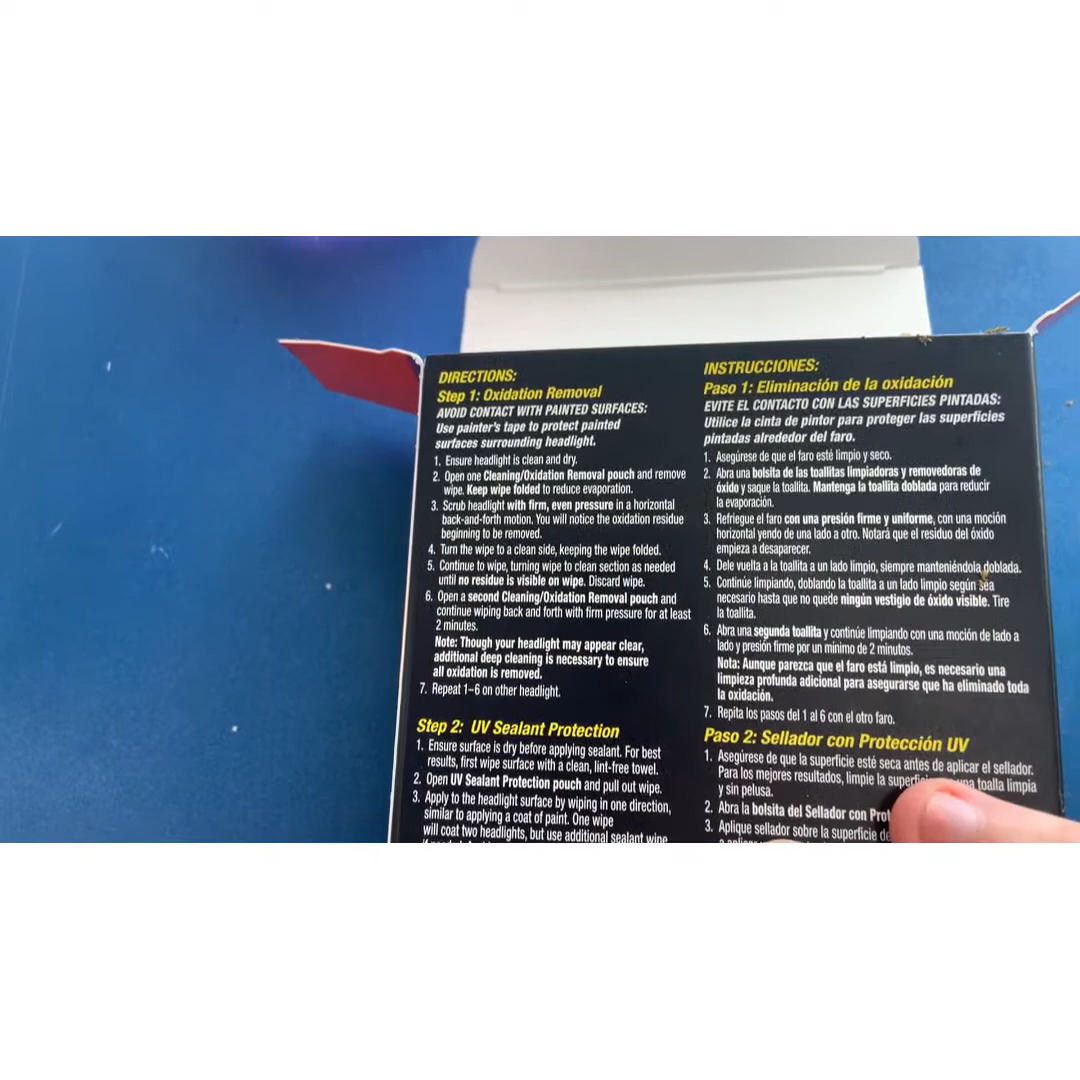 DIRECTIONS:
Step 1: Oxidation Removal
AVOID CONTACT WITH PAINTED SURFACES:
Use painter's tape to protect painted
surfaces surrounding headlight.
1. Ensure headlight is clean and dry.
2. Open one Cleaning/Oxidation Removal pouch and remove
wipe. Keep wipe folded to reduce evaporation.
3. Scrub headlight with firm, even pressure in a horizontal
back-and-forth motion. You will notice the oxidation residue
beginning to be removed.
4. Turn the wipe to a clean side, keeping the wipe folded.
5. Continue to wipe, turning wipe to clean section as needed
until no residue is visible on wipe. Discard wipe.
6. Open a second Cleaning/Oxidation Removal pouch and
continue wiping back and forth with firm pressure for at least
2 minutes.
Note: Though your headlight may appear clear,
additional deep cleaning is necessary to ensure
all oxidation is removed.
7. Repeat 1–6 on other headlight.
Step 2: UV Sealant Protection
1. Ensure surface is dry before applying sealant. For best
results, first wipe surface with a clean, lint-free towel.
2. Open UV Sealant Protection pouch and pull out wipe.
3. Apply to the headlight surface by wiping in one direction,
similar to applying a coat of paint. One wipe
will coat two headlights, but use additional sealant wipe
INSTRUCCIONES:
Paso 1: Eliminación de la oxidación
EVITE EL CONTACTO CON LAS SUPERFICIES PINTADAS:
Utilice la cinta de pintor para proteger las superficies
pintadas alrededor del faro.
1. Asegúrese de que el faro esté limpio y seco.
2. Abra una bolsita de las toallitas limpiadoras y removedoras de
óxido y saque la toallita. Mantenga la toallita doblada para reducir
la evaporación.
3. Refriegue el faro con una presión firme y uniforme, con una moción
horizontal yendo de una lado a otro. Notará que el residuo del óxido
empieza a desaparecer.
4. Dele vuelta a la toallita a un lado limpio, siempre manteniéndola doblada.
5. Continúe limpiando, doblando la toallita a un lado limpio según sea
necesario hasta que no quede ningún vestigio de óxido visible. Tire
la toallita.
6. Abra una segunda toallita y continúe limpiando con una moción de lado a
lado y presión firme por un mínimo de 2 minutos.
Nota: Aunque parezca que el faro está limpio, es necesario una
limpieza profunda adicional para asegurarse que ha eliminado toda
la oxidación.
7. Repita los pasos del 1 al 6 con el otro faro.
Paso 2: Sellador con Protección UV
1. Asegúrese de que la superficie esté seca antes de aplicar el sellador.
Para los mejores resultados, limpie la toalla limpia
y sin pelusa.
2. Abra la bolsita del Sellador con
3. Aplique sellador sobre la superficie